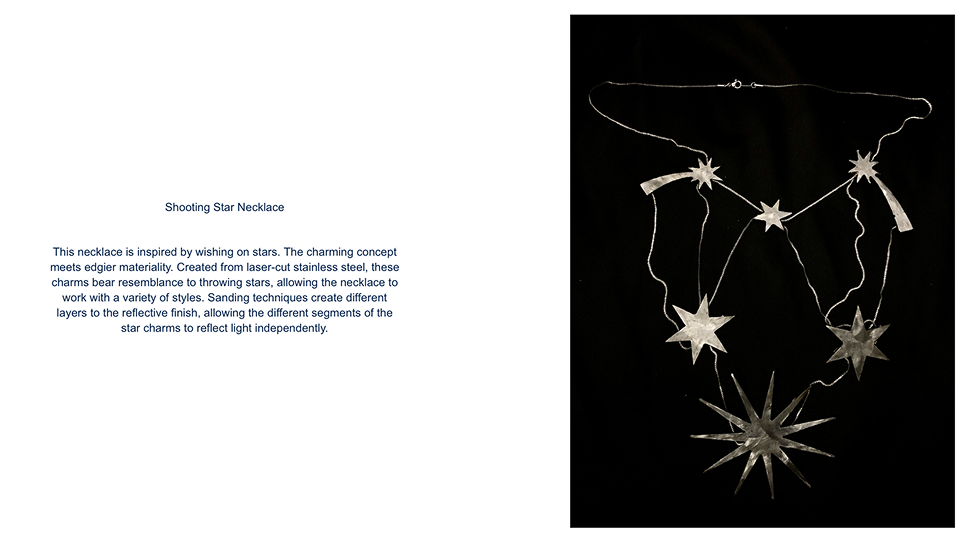 Shooting Star Necklace
This necklace is inspired by wishing on stars. The charming concept
meets edgier materiality. Created from laser-cut stainless steel, these
charms bear resemblance to throwing stars, allowing the necklace to
work with a variety of styles. Sanding techniques create different
layers to the reflective finish, allowing the different segments of the
star charms to reflect light independently.